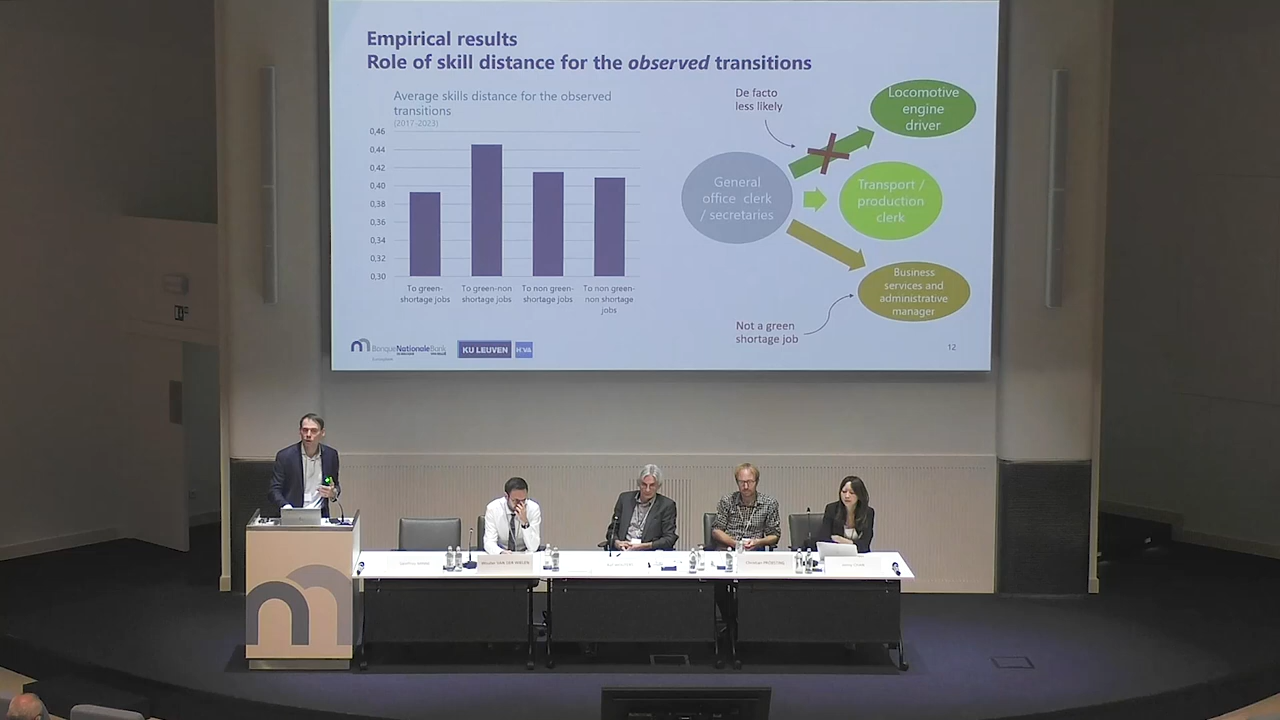 Empirical results
Role of skill distance for the observed transitions
Average skills distance for the observed
transitions
(2017-2023)
0,46
0,44
0,42
0,40
0,38
0,36
0,34
0,32
0,30
To green-
shortage jobs
To green-non
shortage jobs
To non green-
shortage jobs
To non green-
non shortage
jobs
De facto
less likely
Locomotive
engine
driver
General
office clerk
/ secretaries
Transport /
production
clerk
Business
services and
administrative
manager
Not a green
shortage job
BanqueNationaleBank
KU LEUVEN
HIVA
12